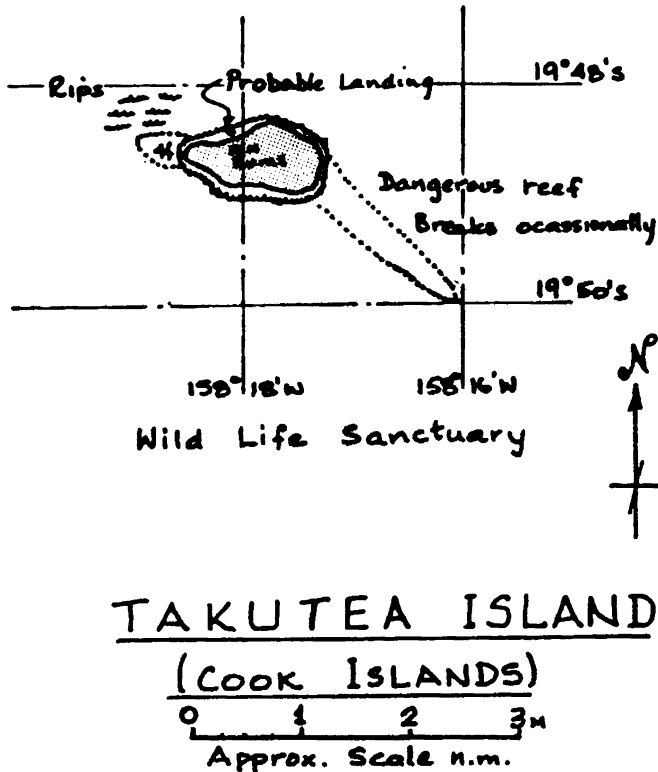 19°48's
Rips
Probable Landing
Dangerous reef
Breaks ocassionally
19°50's
158°18'W
158°16'W
N
Wild Life Sanctuary
TAKUTEA ISLAND
(COOK ISLANDS)
0 1 2 3M
Approx. Scale n.m.